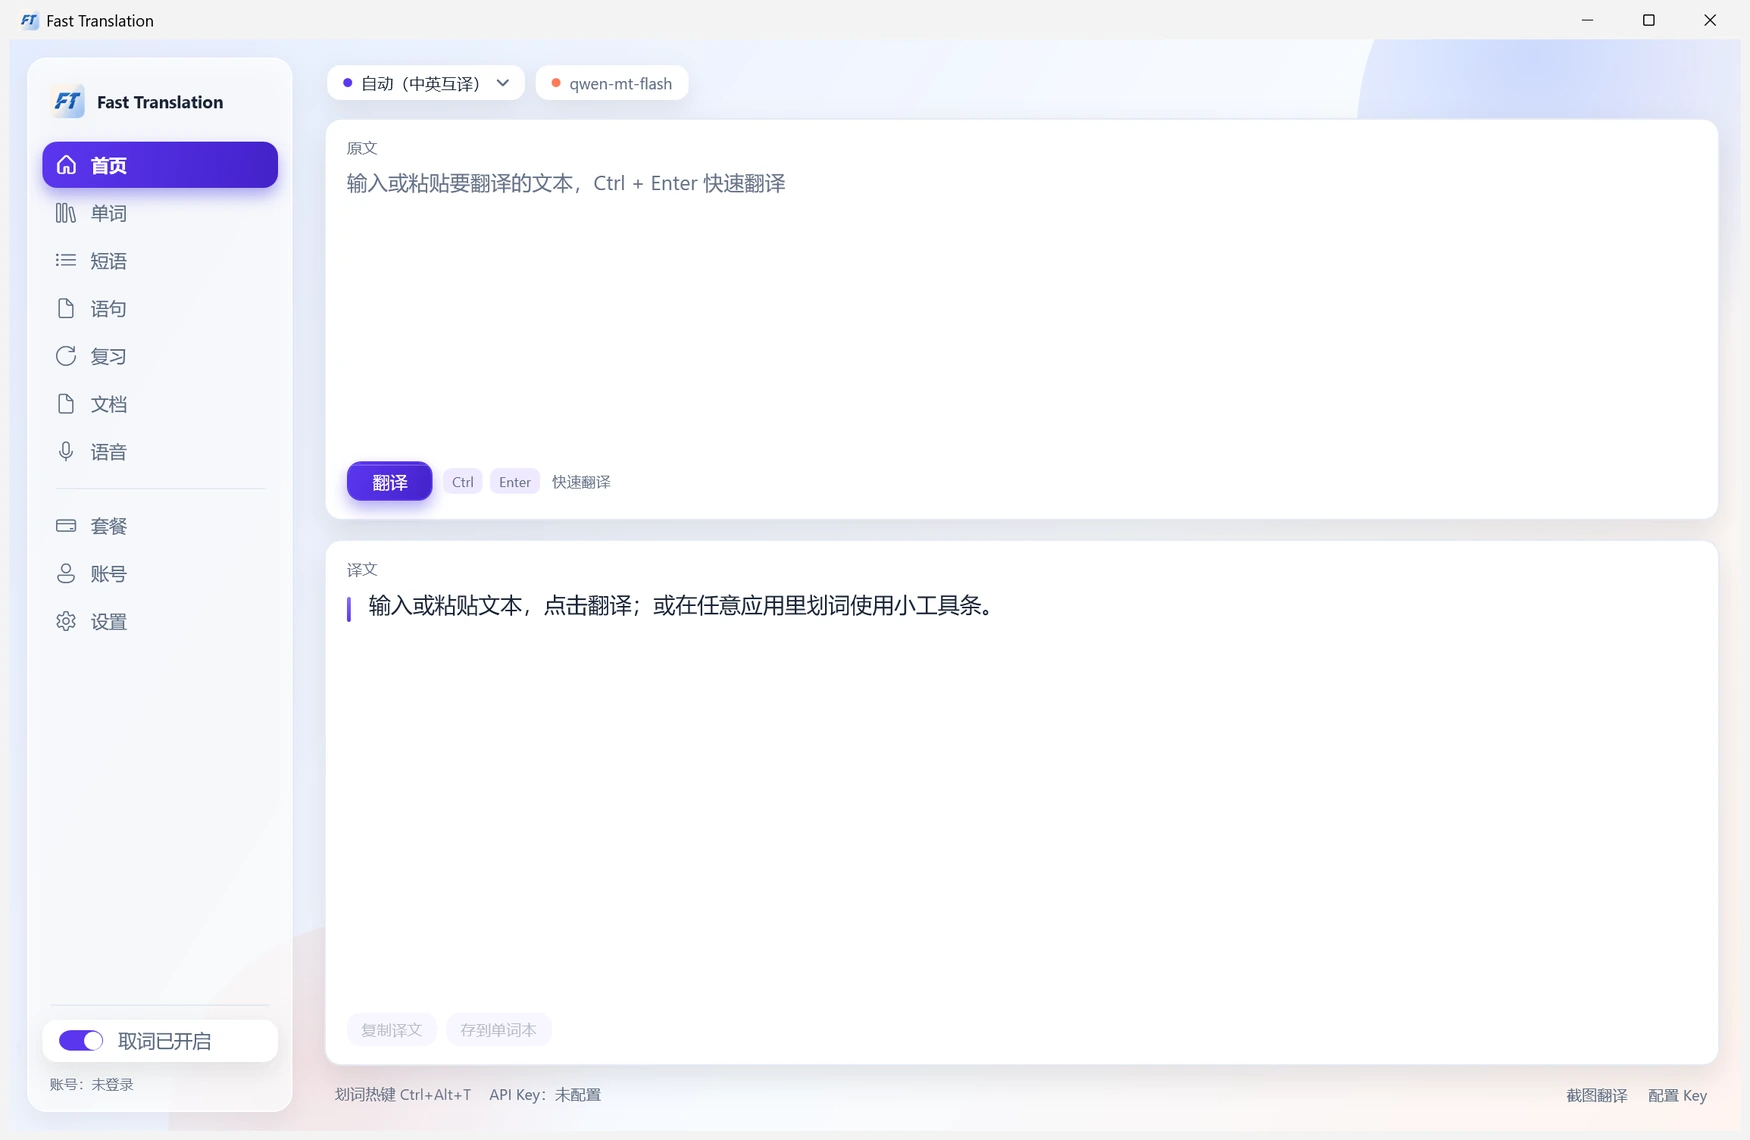 Fast Translation
Fast Translation
首页
单词
短语
语句
复习
文档
语音
套餐
账号
设置
取词已开启
账号：未登录
自动（中英互译）
qwen-mt-flash
原文
输入或粘贴要翻译的文本，Ctrl + Enter 快速翻译
翻译 Ctrl Enter 快速翻译
译文
输入或粘贴文本，点击翻译；或在任意应用里划词使用小工具条。
复制译文 存到单词本
划词热键 Ctrl+Alt+T API Key：未配置
截图翻译 配置 Key